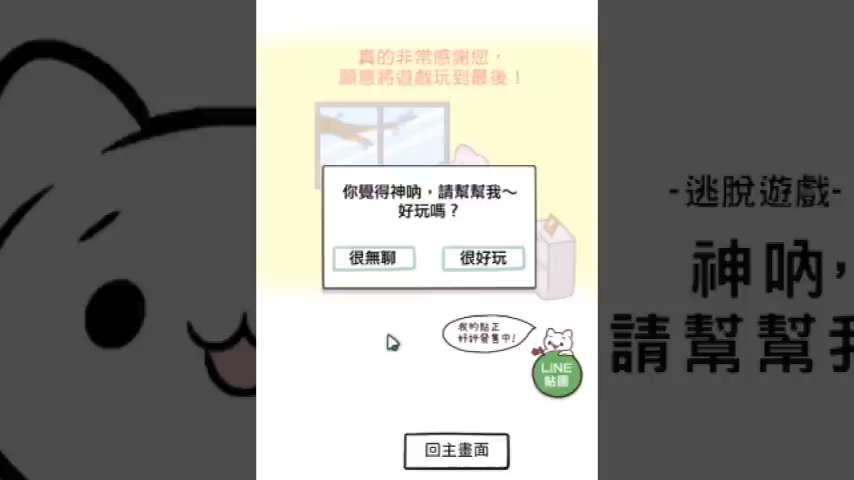 真的非常感謝您，
願意將遊戲玩到最後！
你覺得神吶，請幫幫我～
好玩嗎？
很無聊
很好玩
我的貼正
好評發售中！
LINE
貼圖
回主畫面
-逃脫遊戲-
神吶，
請幫幫我